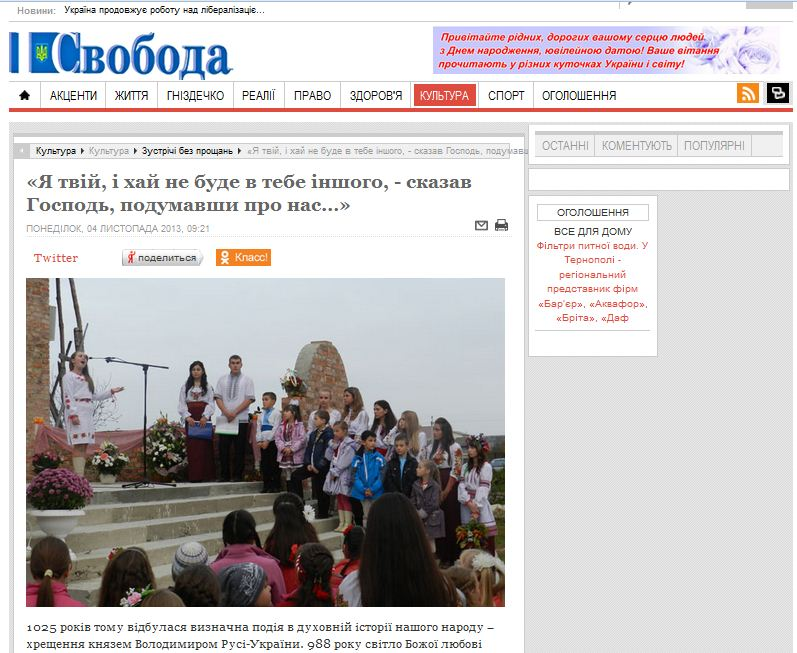 Новини: Україна продовжує роботу над лібералізаціє...
Свобода
Привітайте рідних, дорогих вашому серцю людей
з Днем народження, ювілейною датою! Ваше вітання
прочитають у різних куточках України і світу!
АКЦЕНТИ ЖИТТЯ ГНІЗДЕЧКО РЕАЛІЇ ПРАВО ЗДОРОВ'Я КУЛЬТУРА СПОРТ ОГОЛОШЕННЯ
Культура Культура Зустрічі без прощань «Я твій, і хай не буде в тебе іншого, - сказав Господь, подумавши
«Я твій, і хай не буде в тебе іншого, - сказав
Господь, подумавши про нас...»
ПОНЕДІЛОК, 04 ЛИСТОПАДА 2013, 09:21
Twitter поделиться Класс!
1025 років тому відбулася визначна подія в духовній історії нашого народу –
хрещення князем Володимиром Русі-України. 988 року світло Божої любові
ОСТАННІ КОМЕНТУЮТЬ ПОПУЛЯРНІ
ОГОЛОШЕННЯ
ВСЕ ДЛЯ ДОМУ
Фільтри питної води. У
Тернополі -
регіональний
представник фірм
«Бар'єр», «Аквафор»,
«Бріта», «Даф